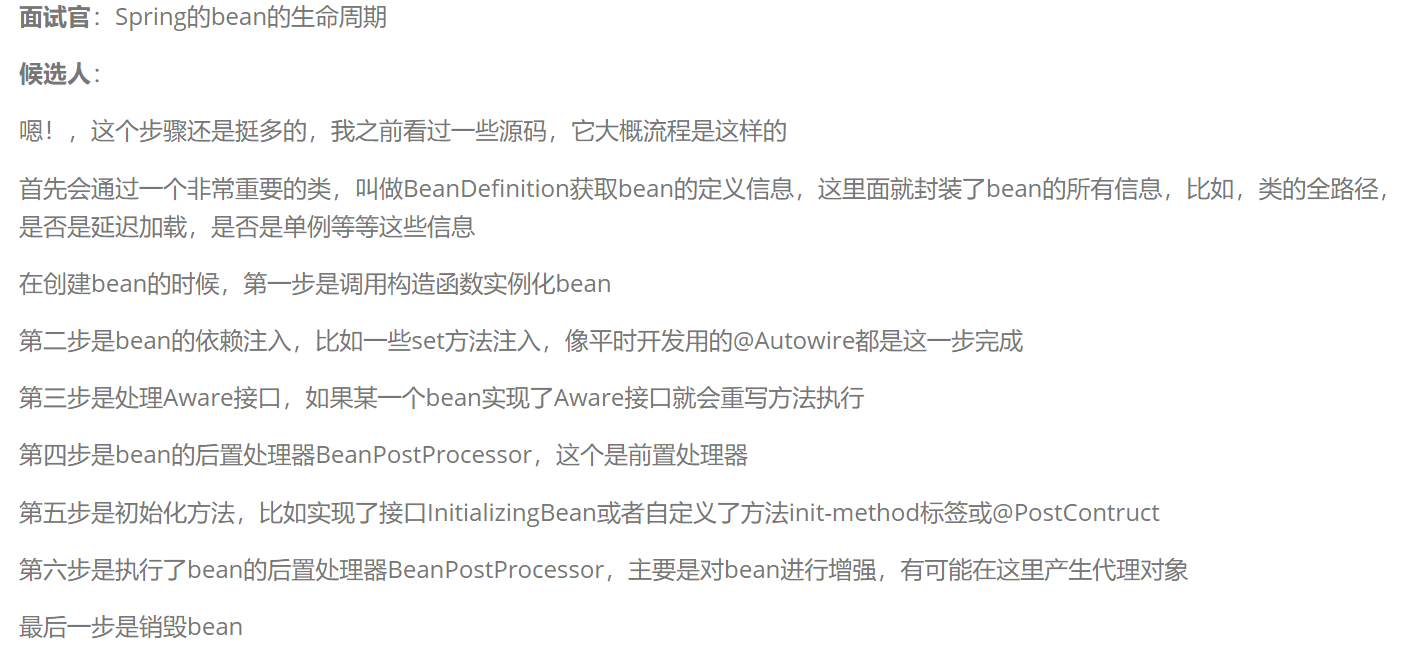 面试官：Spring的bean的生命周期
候选人：
嗯！，这个步骤还是挺多的，我之前看过一些源码，它大概流程是这样的
首先会通过一个非常重要的类，叫做BeanDefinition获取bean的定义信息，这里面就封装了bean的所有信息，比如，类的全路径，
是否是延迟加载，是否是单例等等这些信息
在创建bean的时候，第一步是调用构造函数实例化bean
第二步是bean的依赖注入，比如一些set方法注入，像平时开发用的@Autowire都是这一步完成
第三步是处理Aware接口，如果某一个bean实现了Aware接口就会重写方法执行
第四步是bean的后置处理器BeanPostProcessor，这个是前置处理器
第五步是初始化方法，比如实现了接口InitializingBean或者自定义了方法init-method标签或@PostContruct
第六步是执行了bean的后置处理器BeanPostProcessor，主要是对bean进行增强，有可能在这里产生代理对象
最后一步是销毁bean